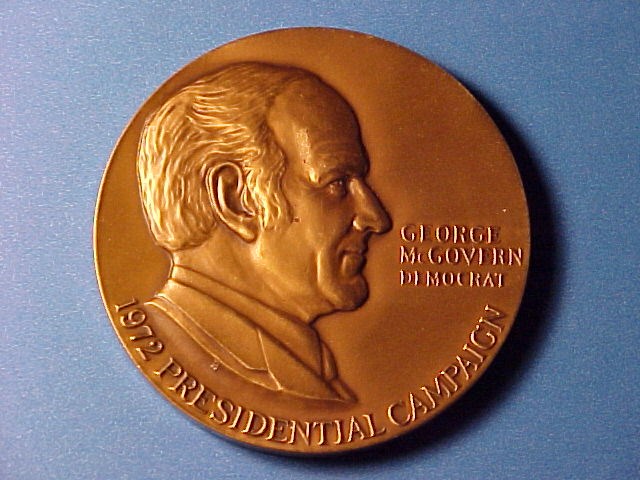 GEORGE
McGOVERN
DEMOCRAT
1972 PRESIDENTIAL CAMPAIGN